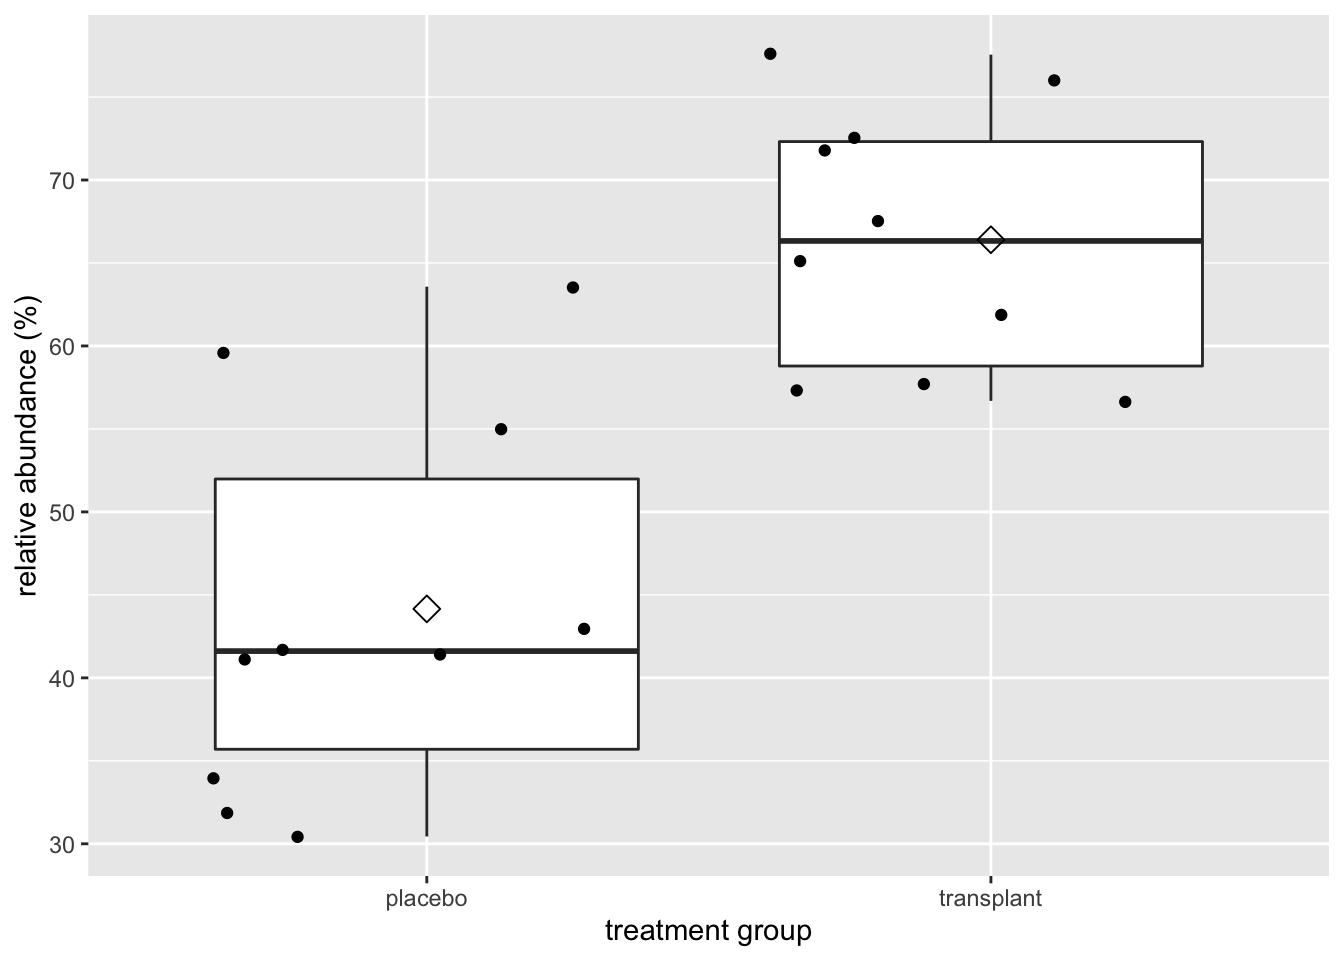 relative abundance (%)
70
60
50
40
30
placebo
transplant
treatment group